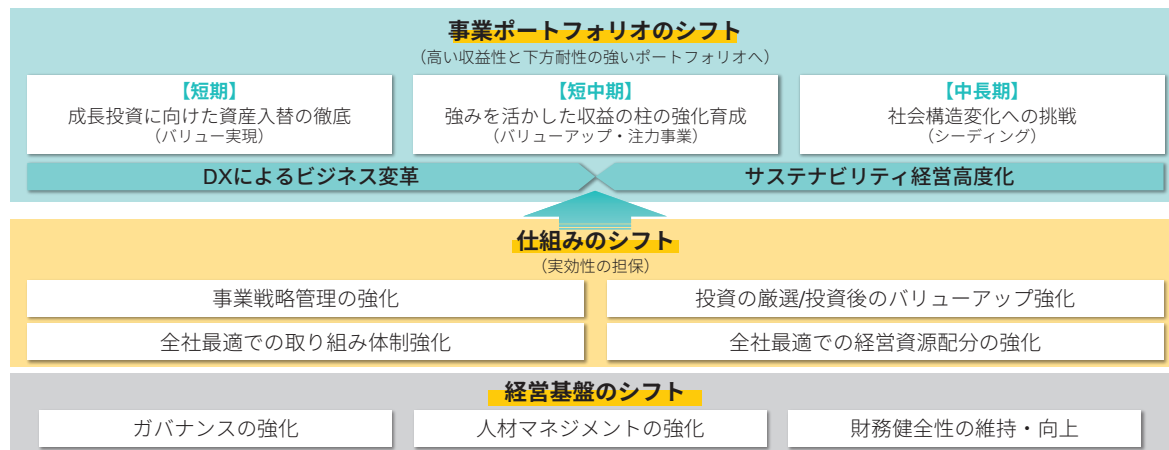 事業ポートフォリオのシフト
（高い収益性と下方耐性の強いポートフォリオへ）
【短期】
成長投資に向けた資産入替の徹底
（バリュー実現）
【短中期】
強みを活かした収益の柱の強化育成
（バリューアップ・注力事業）
【中長期】
社会構造変化への挑戦
（シーディング）
DXによるビジネス変革
サステナビリティ経営高度化
仕組みのシフト
（実効性の担保）
事業戦略管理の強化
投資の厳選/投資後のバリューアップ強化
全社最適での取り組み体制強化
全社最適での経営資源配分の強化
経営基盤のシフト
ガバナンスの強化
人材マネジメントの強化
財務健全性の維持・向上